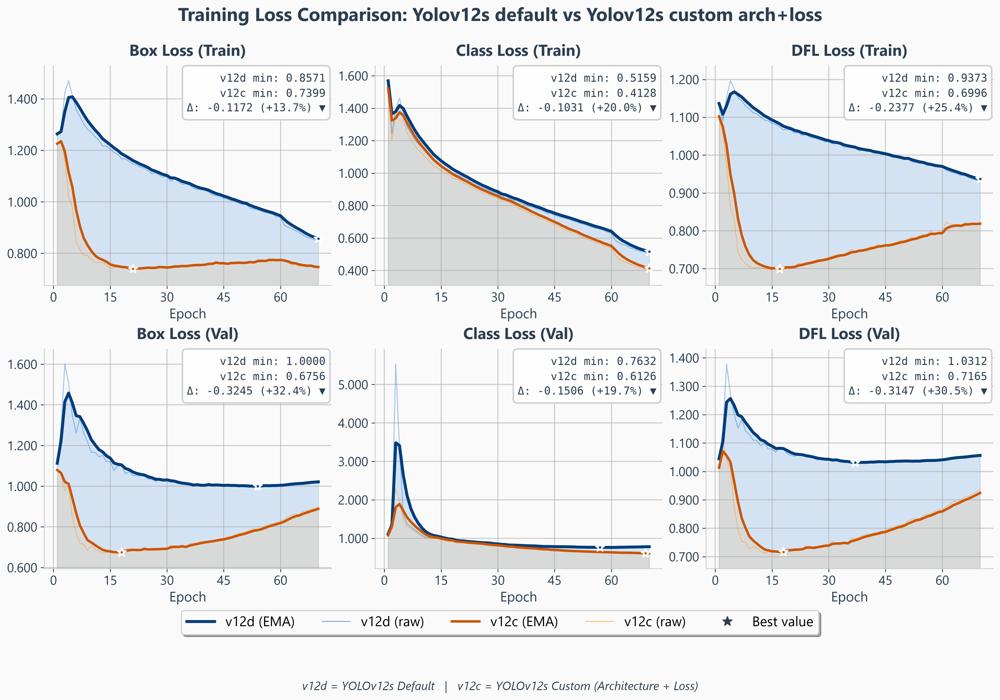 Training Loss Comparison: Yolov12s default vs Yolov12s custom arch+loss
Box Loss (Train)
v12d min: 0.8571
v12c min: 0.7399
Δ: -0.1172 (+13.7%) ▼
1.400
1.200
1.000
0.800
0 15 30 45 60
Epoch
Class Loss (Train)
v12d min: 0.5159
v12c min: 0.4128
Δ: -0.1031 (+20.0%) ▼
1.600
1.400
1.200
1.000
0.800
0.600
0.400
0 15 30 45 60
Epoch
DFL Loss (Train)
v12d min: 0.9373
v12c min: 0.6996
Δ: -0.2377 (+25.4%) ▼
1.200
1.100
1.000
0.900
0.800
0.700
0 15 30 45 60
Epoch
Box Loss (Val)
v12d min: 1.0000
v12c min: 0.6756
Δ: -0.3245 (+32.4%) ▼
1.600
1.400
1.200
1.000
0.800
0.600
0 15 30 45 60
Epoch
Class Loss (Val)
v12d min: 0.7632
v12c min: 0.6126
Δ: -0.1506 (+19.7%) ▼
5.000
4.000
3.000
2.000
1.000
0 15 30 45 60
Epoch
DFL Loss (Val)
v12d min: 1.0312
v12c min: 0.7165
Δ: -0.3147 (+30.5%) ▼
1.400
1.300
1.200
1.100
1.000
0.900
0.800
0.700
0 15 30 45 60
Epoch
v12d (EMA) v12d (raw) v12c (EMA) v12c (raw) Best value
v12d = YOLOv12s Default | v12c = YOLOv12s Custom (Architecture + Loss)